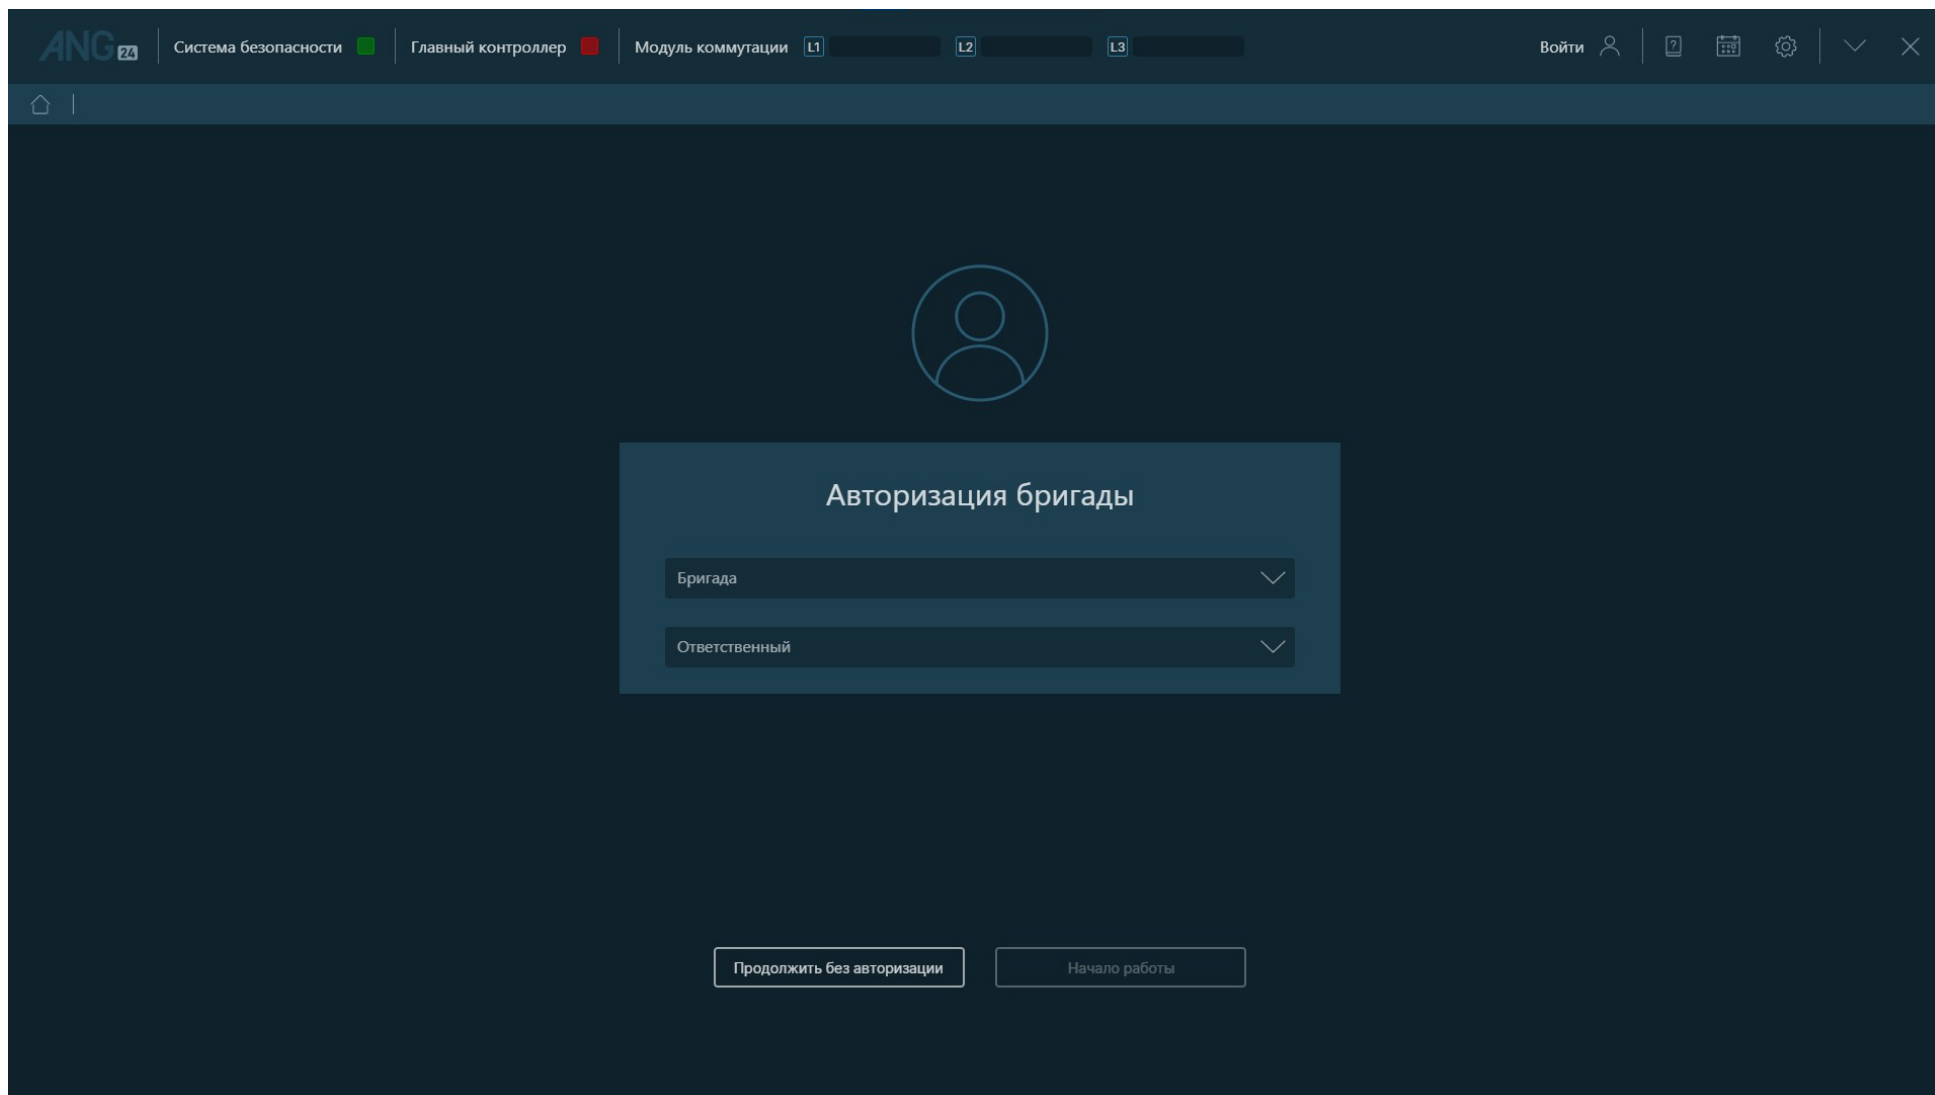 ANG 24 Система безопасности Главный контроллер Модуль коммутации L1 L2 L3 Войти ?
Авторизация бригады
Бригада
Ответственный
Продолжить без авторизации Начало работы